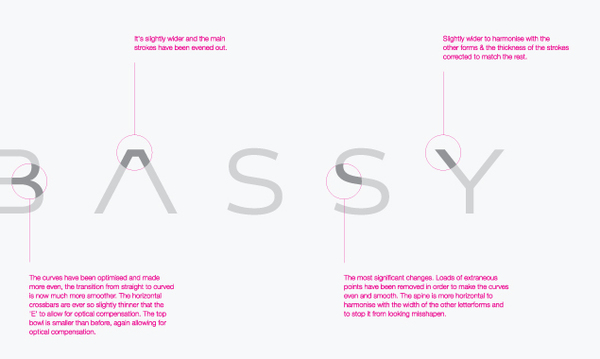 It's slightly wider and the main
strokes have been evened out.
Slightly wider to harmonise with the
other forms & the thickness of the strokes
corrected to match the rest.
BASSY
The curves have been optimised and made
more even, the transition from straight to curved
is now much more smoother. The horizontal
crossbars are ever so slightly thinner that the
'E' to allow for optical compensation. The top
bowl is smaller than before, again allowing for
optical compensation.
The most significant changes. Loads of extraneous
points have been removed in order to make the curves
even and smooth. The spine is more horizontal to
harmonise with the width of the other letterforms and
to stop it from looking misshapen.